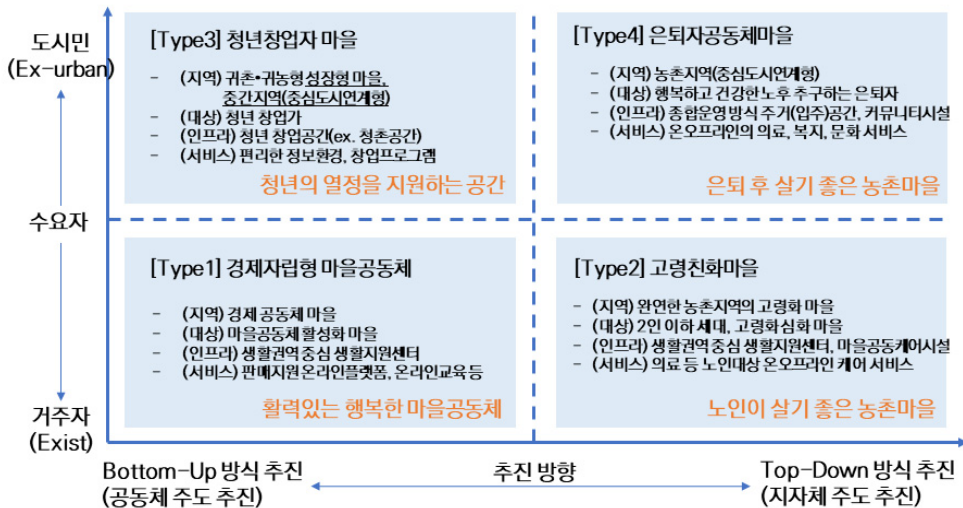 도시민
(Ex-urban)
수요자
거주자
(Exist)
[Type3] 청년창업자 마을
- (지역) 귀촌•귀농형 성장형 마을,
중간지역(중심도시연계형)
- (대상) 청년 창업가
- (인프라) 청년 창업공간(ex. 청촌공간)
- (서비스) 편리한 정보환경, 창업프로그램
청년의 열정을 지원하는 공간
[Type4] 은퇴자공동체마을
- (지역) 농촌지역(중심도시연계형)
- (대상) 행복하고 건강한 노후 추구하는 은퇴자
- (인프라) 종합운영 방식 주거(입주)공간, 커뮤니티시설
- (서비스) 온오프라인의 의료, 복지, 문화 서비스
은퇴 후 살기 좋은 농촌마을
[Type1] 경제자립형 마을공동체
- (지역) 경제 공동체 마을
- (대상) 마을공동체 활성화 마을
- (인프라) 생활권역 중심 생활지원센터
- (서비스) 판매지원 온라인플랫폼, 온라인교육 등
활력있는 행복한 마을공동체
[Type2] 고령친화마을
- (지역) 완연한 농촌지역의 고령화 마을
- (대상) 2인 이하 세대, 고령화 심화 마을
- (인프라) 생활권역 중심 생활지원센터, 마을공동케어시설
- (서비스) 의료 등 노인대상 온오프라인 케어 서비스
노인이 살기 좋은 농촌마을
Bottom-Up 방식 추진
(공동체 주도 추진)
추진 방향
Top-Down 방식 추진
(지자체 주도 추진)